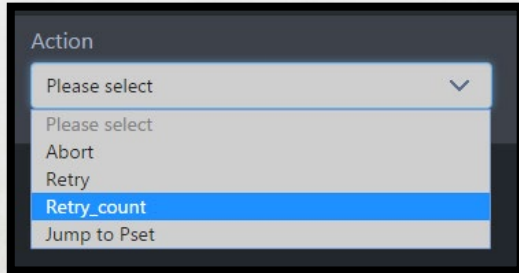 Action
Please select
Please select
Abort
Retry
Retry_count
Jump to Pset